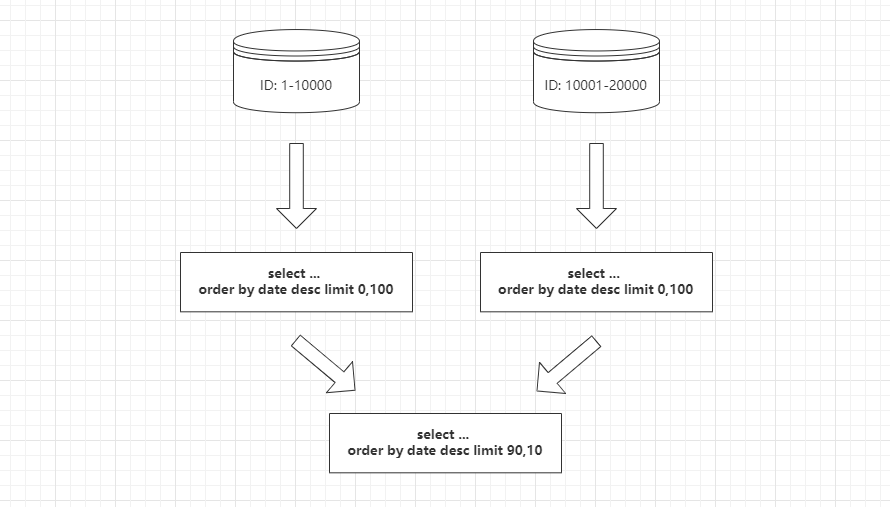 ID: 1-10000
ID: 10001-20000
select ...
order by date desc limit 0,100
select ...
order by date desc limit 0,100
select ...
order by date desc limit 90,10